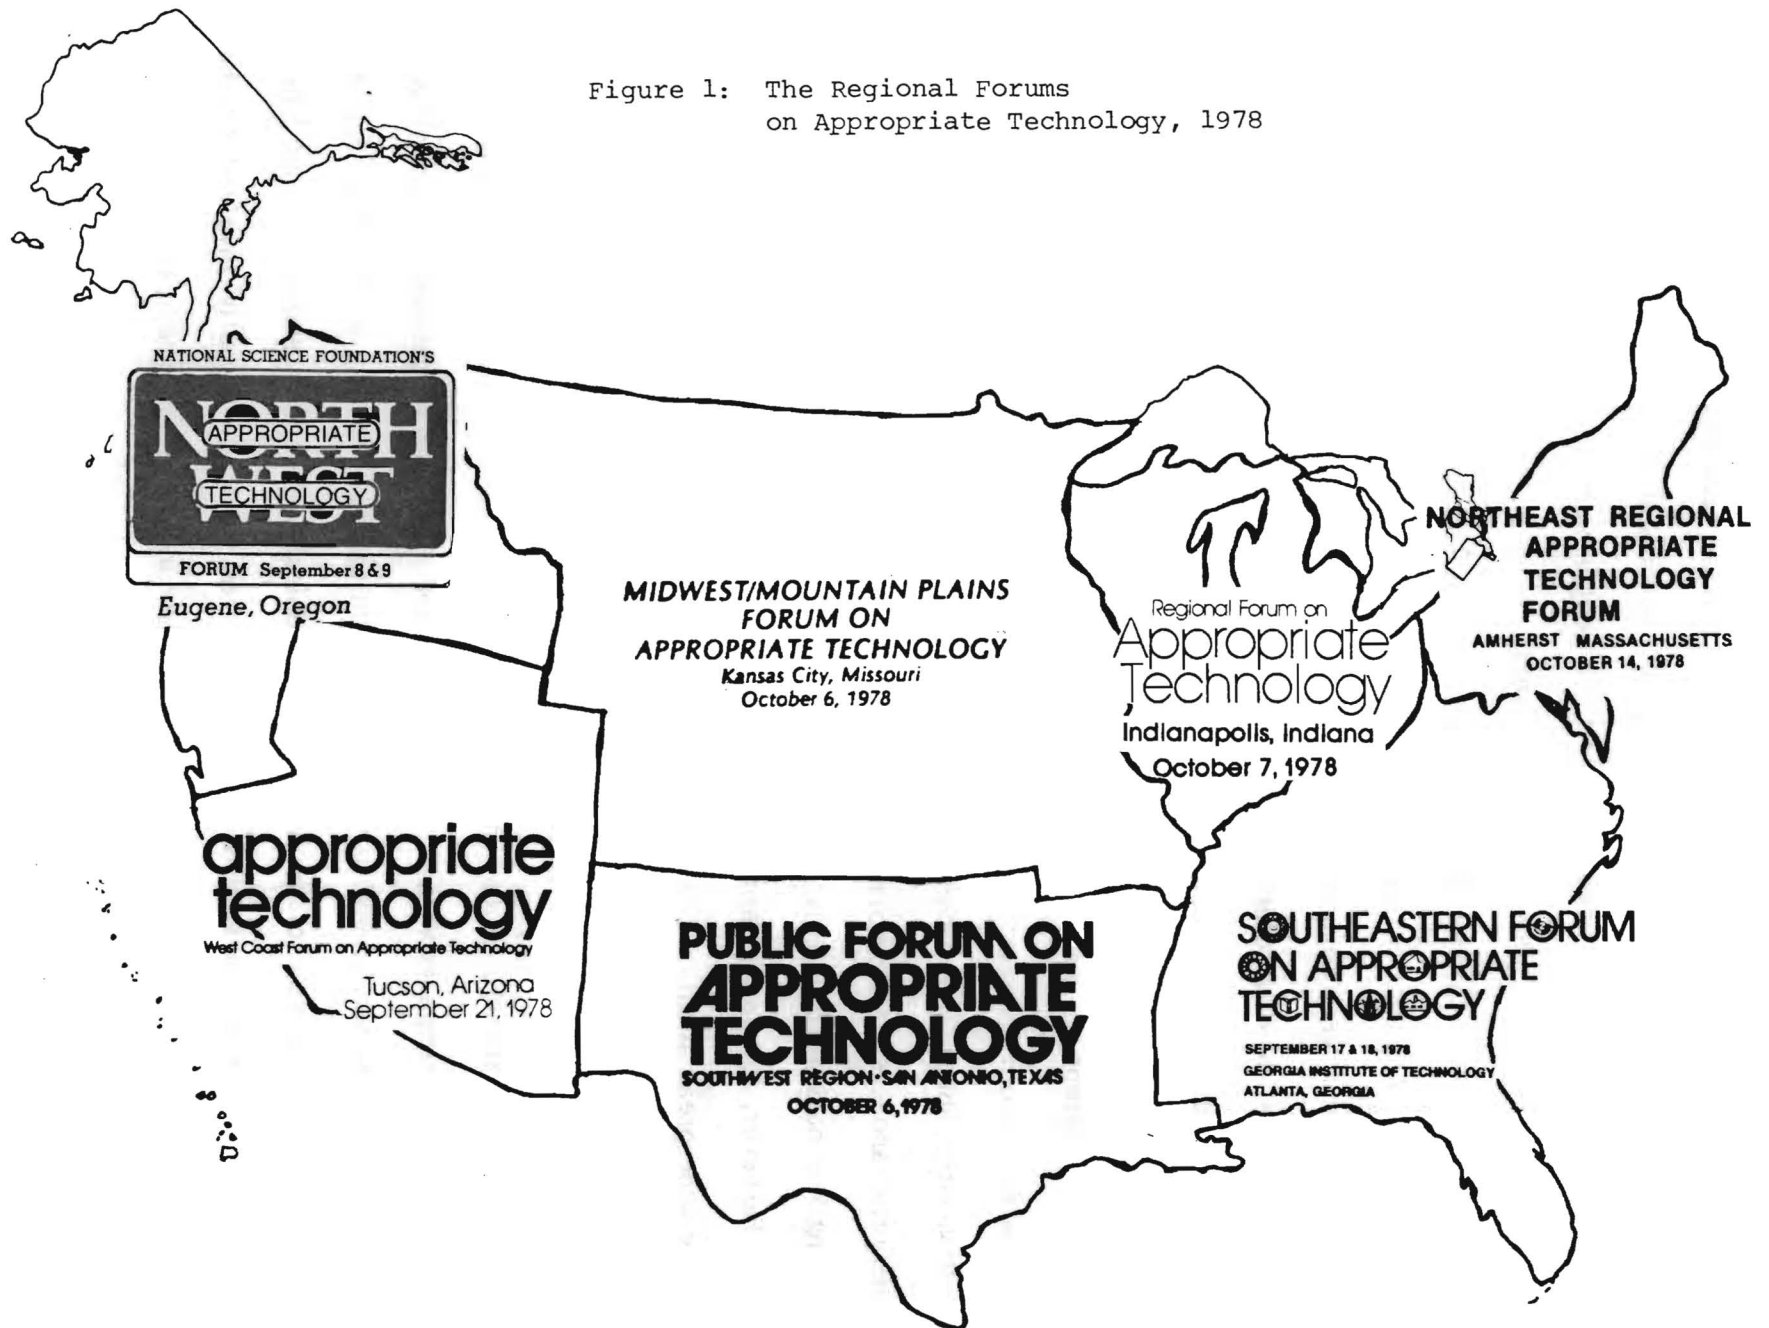 Figure 1: The Regional Forums
on Appropriate Technology, 1978
NATIONAL SCIENCE FOUNDATION'S
NORTH
APPROPRIATE
WEST
TECHNOLOGY
FORUM September 8 & 9
Eugene, Oregon
MIDWEST/MOUNTAIN PLAINS
FORUM ON
APPROPRIATE TECHNOLOGY
Kansas City, Missouri
October 6, 1978
Regional Forum on
Appropriate
Technology
Indianapolis, Indiana
October 7, 1978
NORTHEAST REGIONAL
APPROPRIATE
TECHNOLOGY
FORUM
AMHERST MASSACHUSETTS
OCTOBER 14, 1978
appropriate
technology
West Coast Forum on Appropriate Technology
Tucson, Arizona
September 21, 1978
PUBLIC FORUM ON
APPROPRIATE
TECHNOLOGY
SOUTHWEST REGION·SAN ANTONIO, TEXAS
OCTOBER 6, 1978
SOUTHEASTERN FORUM
ON APPROPRIATE
TECHNOLOGY
SEPTEMBER 17 & 18, 1978
GEORGIA INSTITUTE OF TECHNOLOGY
ATLANTA, GEORGIA